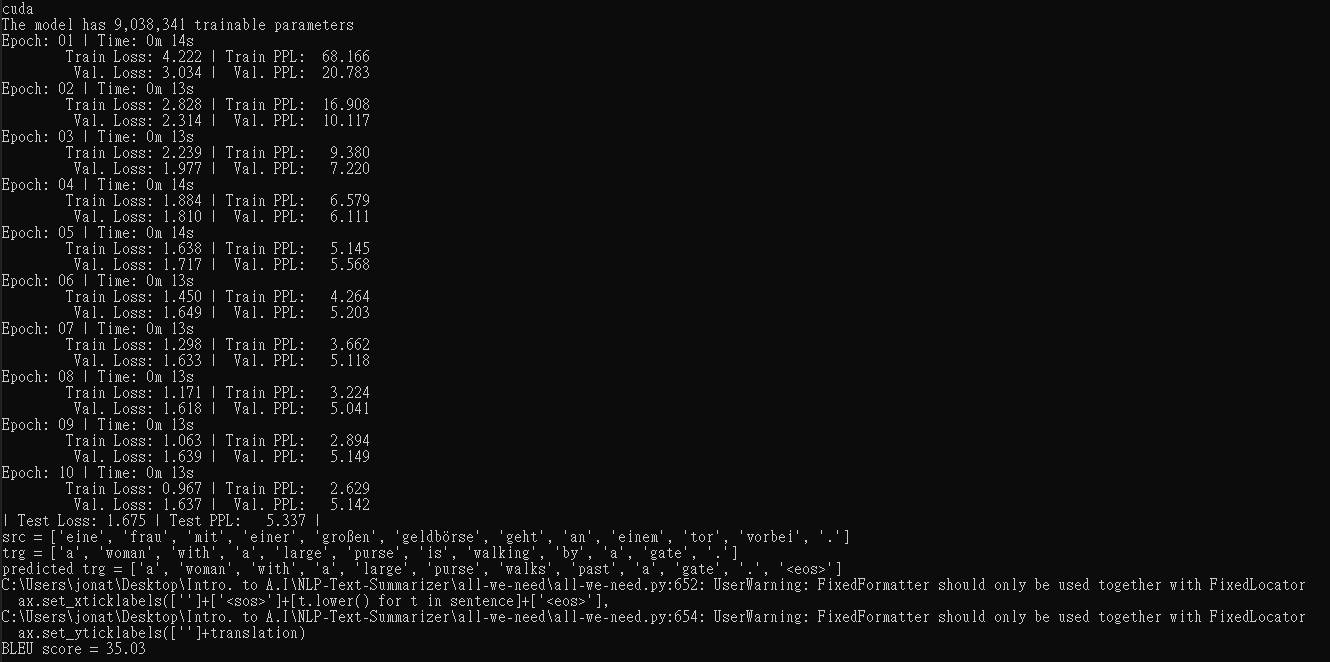 cuda
The model has 9,038,341 trainable parameters
Epoch: 01 | Time: 0m 14s
Train Loss: 4.222 | Train PPL:  68.166
Val. Loss: 3.034 |  Val. PPL:  20.783
Epoch: 02 | Time: 0m 13s
Train Loss: 2.828 | Train PPL:  16.908
Val. Loss: 2.314 |  Val. PPL:  10.117
Epoch: 03 | Time: 0m 13s
Train Loss: 2.239 | Train PPL:   9.380
Val. Loss: 1.977 |  Val. PPL:   7.220
Epoch: 04 | Time: 0m 14s
Train Loss: 1.884 | Train PPL:   6.579
Val. Loss: 1.810 |  Val. PPL:   6.111
Epoch: 05 | Time: 0m 14s
Train Loss: 1.638 | Train PPL:   5.145
Val. Loss: 1.717 |  Val. PPL:   5.568
Epoch: 06 | Time: 0m 13s
Train Loss: 1.450 | Train PPL:   4.264
Val. Loss: 1.649 |  Val. PPL:   5.203
Epoch: 07 | Time: 0m 13s
Train Loss: 1.298 | Train PPL:   3.662
Val. Loss: 1.633 |  Val. PPL:   5.118
Epoch: 08 | Time: 0m 13s
Train Loss: 1.171 | Train PPL:   3.224
Val. Loss: 1.618 |  Val. PPL:   5.041
Epoch: 09 | Time: 0m 13s
Train Loss: 1.063 | Train PPL:   2.894
Val. Loss: 1.639 |  Val. PPL:   5.149
Epoch: 10 | Time: 0m 13s
Train Loss: 0.967 | Train PPL:   2.629
Val. Loss: 1.637 |  Val. PPL:   5.142
| Test Loss: 1.675 | Test PPL:   5.337 |
src = ['eine', 'frau', 'mit', 'einer', 'großen', 'geldbörse', 'geht', 'an', 'einem', 'tor', 'vorbei', '.']
trg = ['a', 'woman', 'with', 'a', 'large', 'purse', 'is', 'walking', 'by', 'a', 'gate', '.']
predicted trg = ['a', 'woman', 'with', 'a', 'large', 'purse', 'walks', 'past', 'a', 'gate', '.', '<eos>']
C:\Users\jonat\Desktop\Intro. to A.I\NLP-Text-Summarizer\all-we-need\all-we-need.py:652: UserWarning: FixedFormatter should only be used together with FixedLocator
ax.set_xticklabels(['']+['<sos>']+[t.lower() for t in sentence]+['<eos>'],
C:\Users\jonat\Desktop\Intro. to A.I\NLP-Text-Summarizer\all-we-need\all-we-need.py:654: UserWarning: FixedFormatter should only be used together with FixedLocator
ax.set_yticklabels(['']+translation)
BLEU score = 35.03